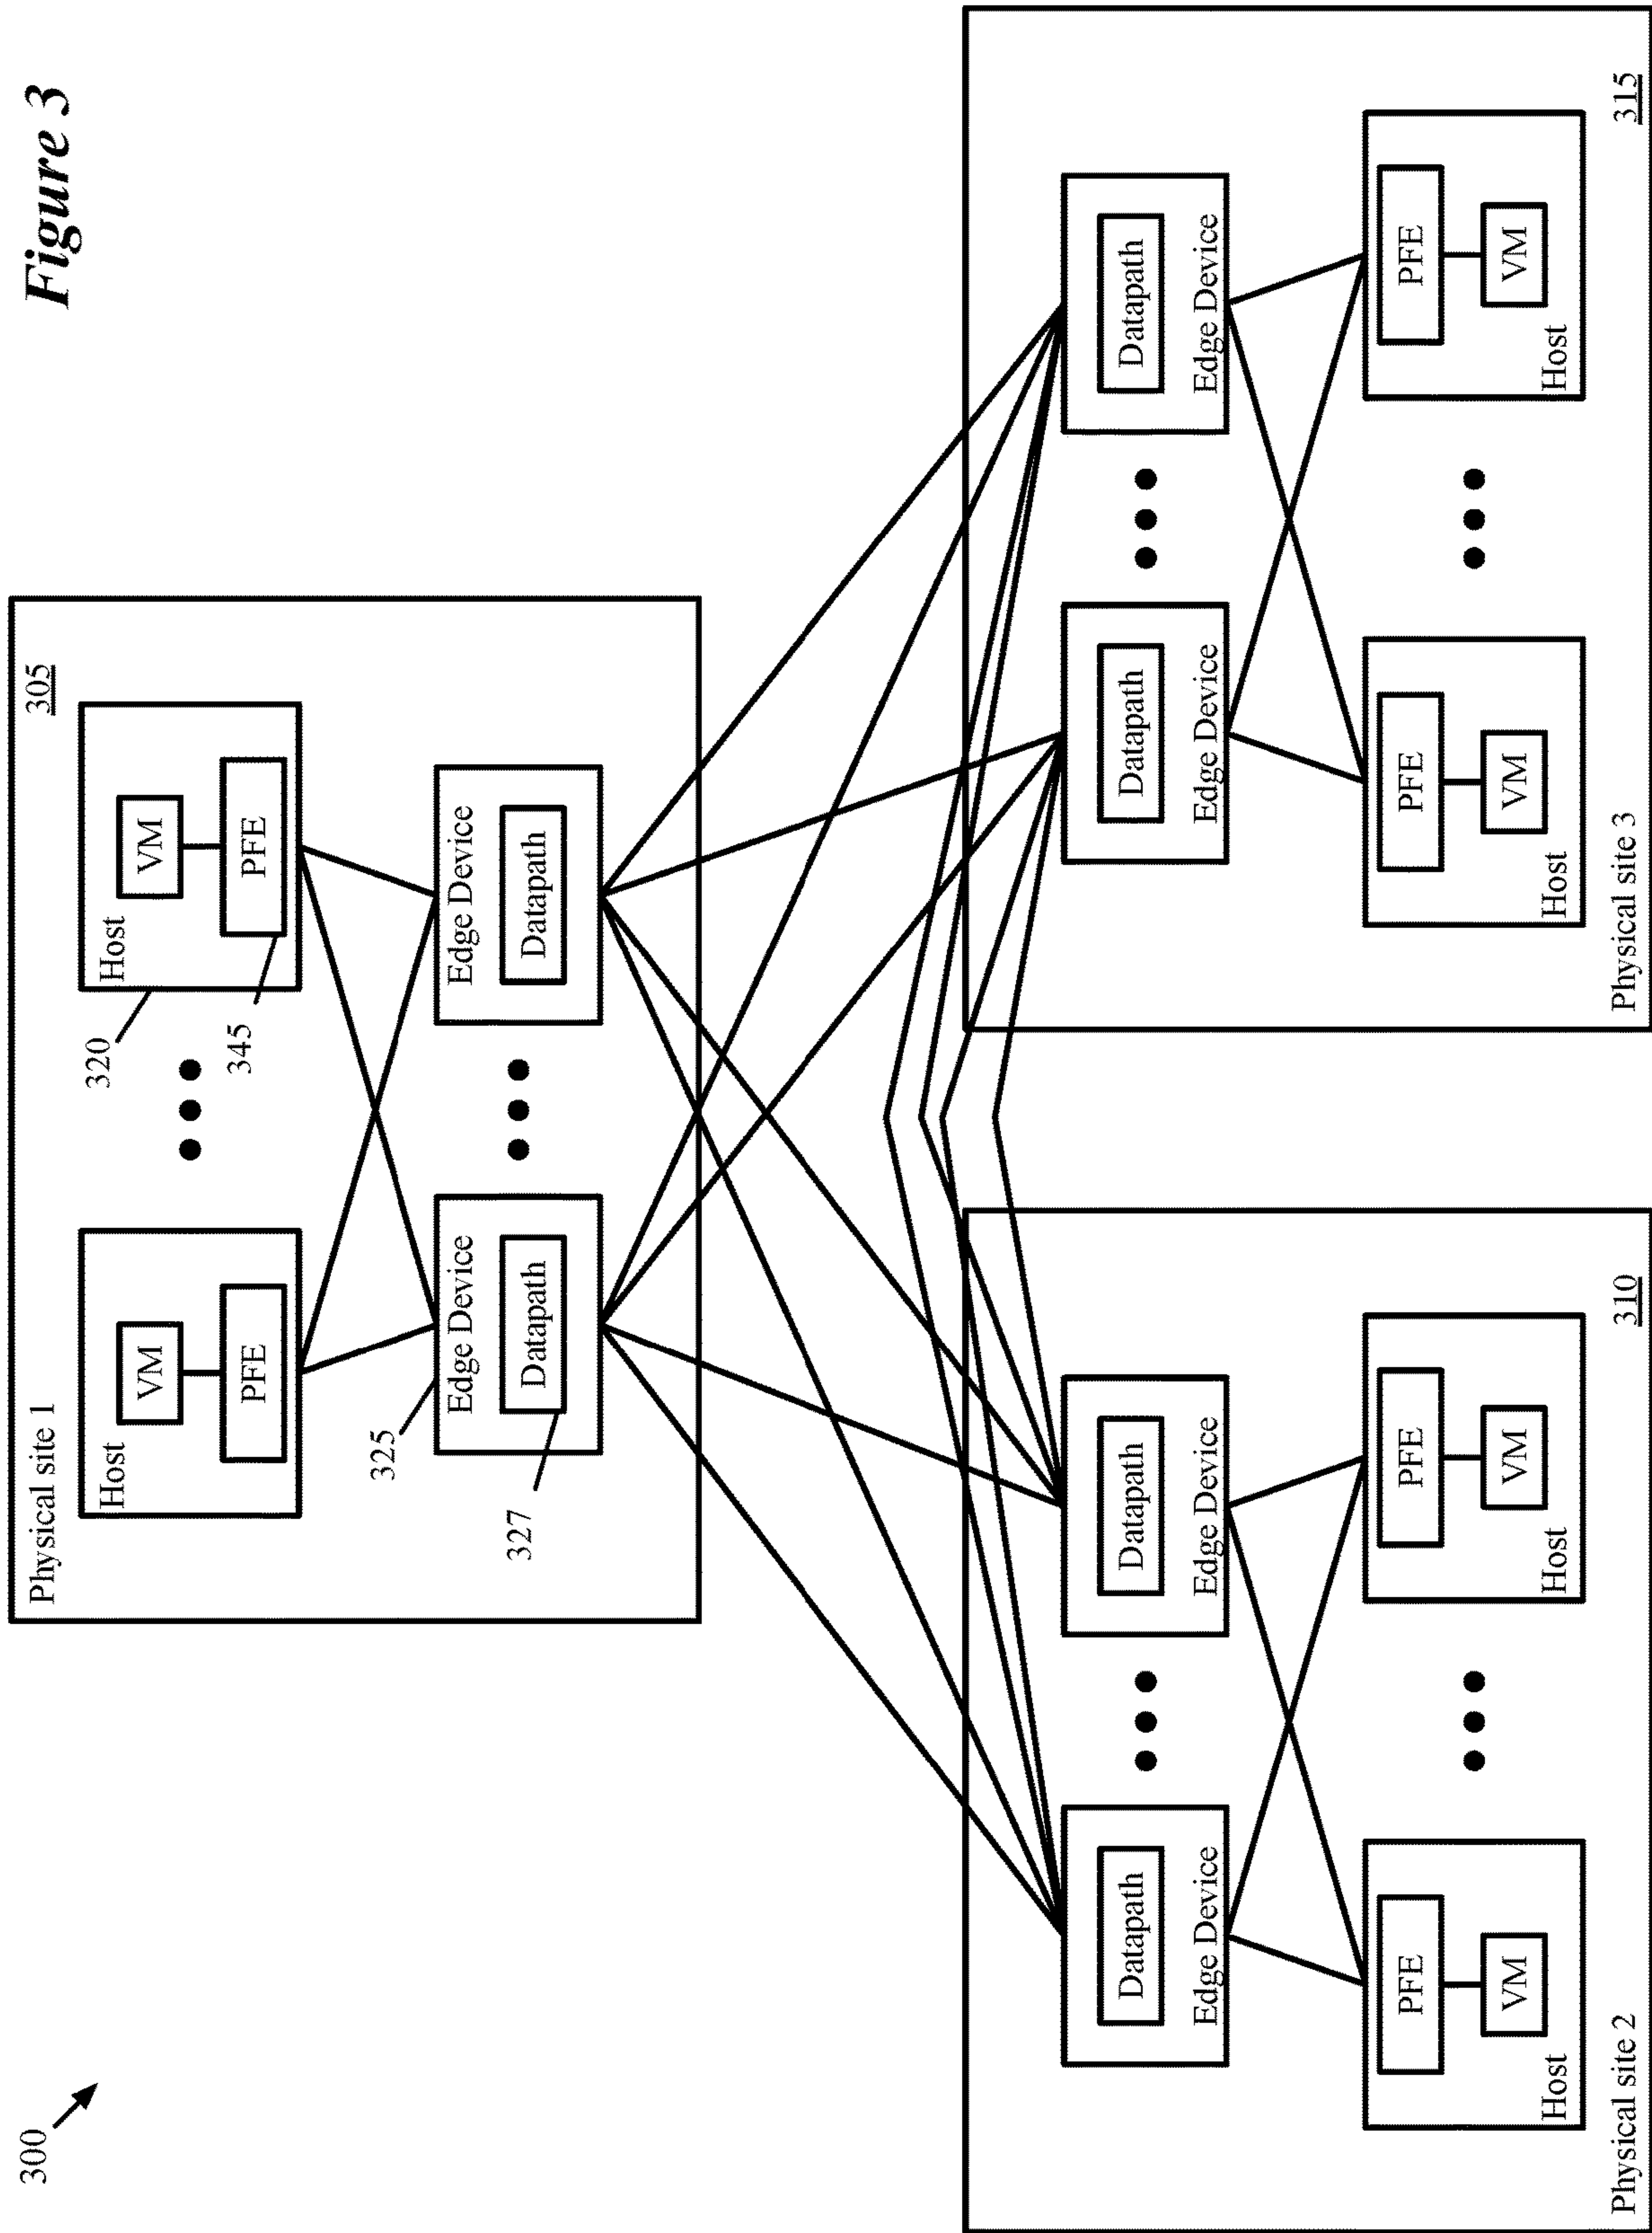 Figure 3
300
Physical site 1
305
Host
VM
PFE
Host
VM
PFE
320
345
Edge Device
Datapath
Edge Device
Datapath
325
327
Datapath
Edge Device
Datapath
Edge Device
PFE
VM
Host
PFE
VM
Host
Physical site 2
310
Datapath
Edge Device
Datapath
Edge Device
PFE
VM
Host
PFE
VM
Host
Physical site 3
315